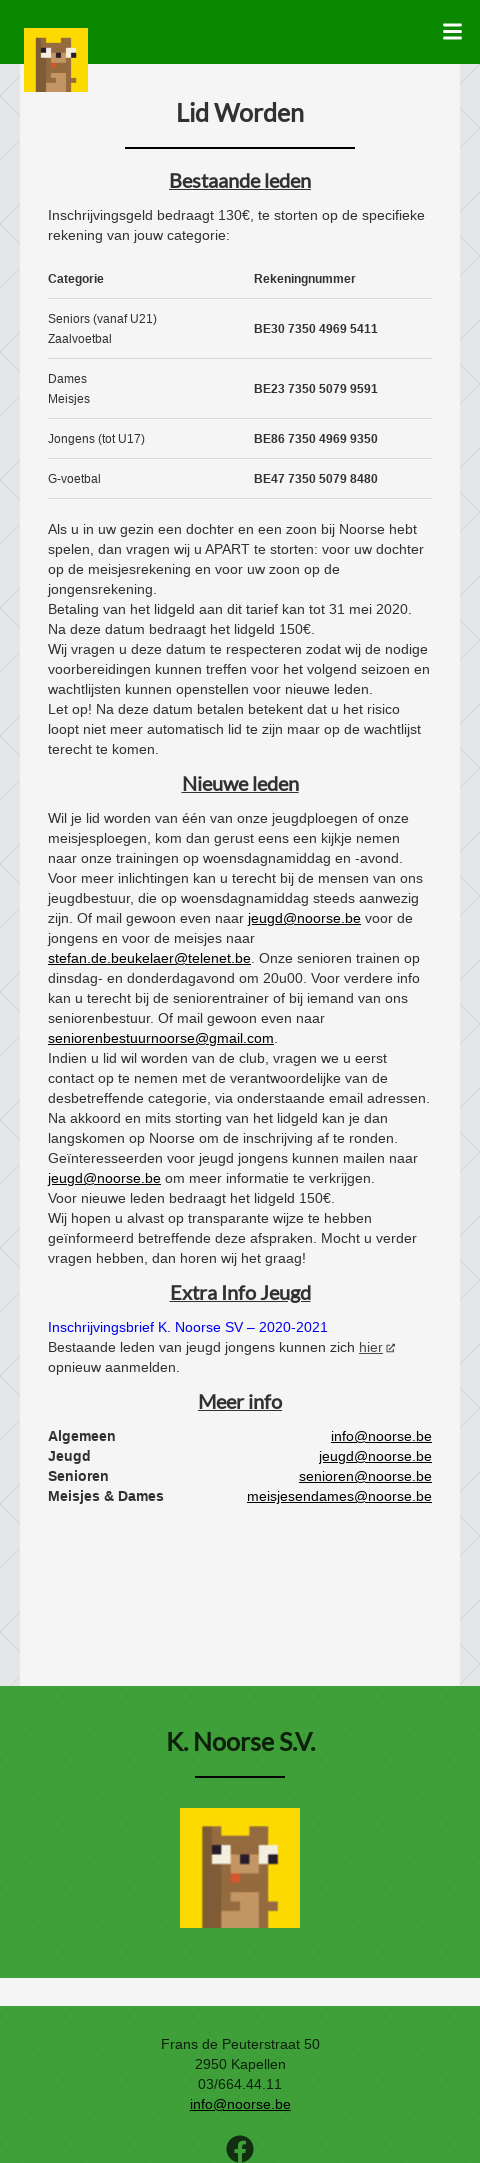 Lid Worden
Bestaande leden
Inschrijvingsgeld bedraagt 130€, te storten op de specifieke
rekening van jouw categorie:
Categorie Rekeningnummer
Seniors (vanaf U21)
Zaalvoetbal
BE30 7350 4969 5411
Dames
Meisjes
BE23 7350 5079 9591
Jongens (tot U17) BE86 7350 4969 9350
G-voetbal BE47 7350 5079 8480
Als u in uw gezin een dochter en een zoon bij Noorse hebt
spelen, dan vragen wij u APART te storten: voor uw dochter
op de meisjesrekening en voor uw zoon op de
jongensrekening.
Betaling van het lidgeld aan dit tarief kan tot 31 mei 2020.
Na deze datum bedraagt het lidgeld 150€.
Wij vragen u deze datum te respecteren zodat wij de nodige
voorbereidingen kunnen treffen voor het volgend seizoen en
wachtlijsten kunnen openstellen voor nieuwe leden.
Let op! Na deze datum betalen betekent dat u het risico
loopt niet meer automatisch lid te zijn maar op de wachtlijst
terecht te komen.
Nieuwe leden
Wil je lid worden van één van onze jeugdploegen of onze
meisjesploegen, kom dan gerust eens een kijkje nemen
naar onze trainingen op woensdagnamiddag en -avond.
Voor meer inlichtingen kan u terecht bij de mensen van ons
jeugdbestuur, die op woensdagnamiddag steeds aanwezig
zijn. Of mail gewoon even naar jeugd@noorse.be voor de
jongens en voor de meisjes naar
stefan.de.beukelaer@telenet.be. Onze senioren trainen op
dinsdag- en donderdagavond om 20u00. Voor verdere info
kan u terecht bij de seniorentrainer of bij iemand van ons
seniorenbestuur. Of mail gewoon even naar
seniorenbestuurnoorse@gmail.com.
Indien u lid wil worden van de club, vragen we u eerst
contact op te nemen met de verantwoordelijke van de
desbetreffende categorie, via onderstaande email adressen.
Na akkoord en mits storting van het lidgeld kan je dan
langskomen op Noorse om de inschrijving af te ronden.
Geïnteresseerden voor jeugd jongens kunnen mailen naar
jeugd@noorse.be om meer informatie te verkrijgen.
Voor nieuwe leden bedraagt het lidgeld 150€.
Wij hopen u alvast op transparante wijze te hebben
geïnformeerd betreffende deze afspraken. Mocht u verder
vragen hebben, dan horen wij het graag!
Extra Info Jeugd
Inschrijvingsbrief K. Noorse SV – 2020-2021
Bestaande leden van jeugd jongens kunnen zich hier
opnieuw aanmelden.
Meer info
Algemeen info@noorse.be
Jeugd jeugd@noorse.be
Senioren senioren@noorse.be
Meisjes & Dames meisjesendames@noorse.be
K. Noorse S.V.
Frans de Peuterstraat 50
2950 Kapellen
03/664.44.11
info@noorse.be